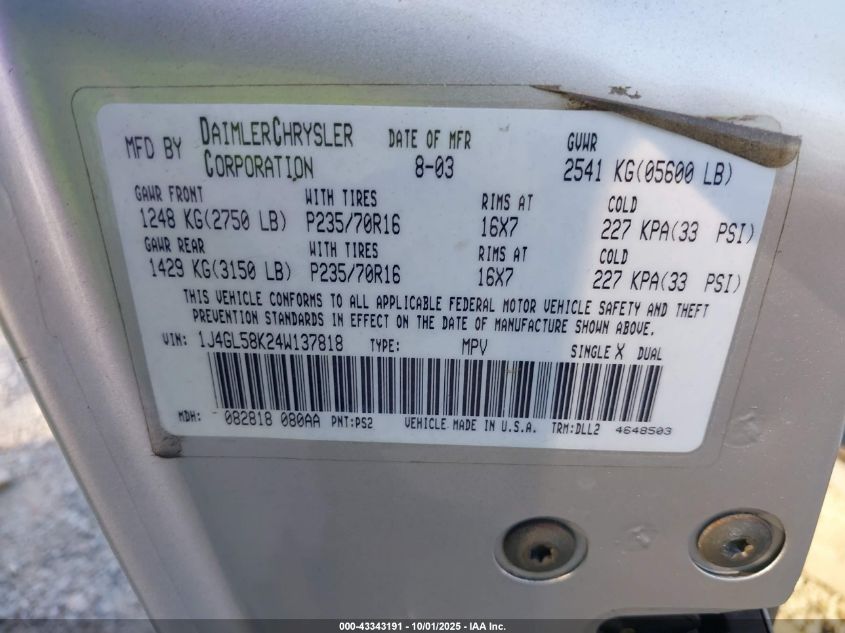 MFD BY DAIMLERCHRYSLER CORPORATION DATE OF MFR 8-03 GVWR 2541 KG(05600 LB)
GAWR FRONT WITH TIRES RIMS AT COLD
1248 KG(2750 LB) P235/70R16 16X7 227 KPA(33 PSI)
GAWR REAR WITH TIRES RIMS AT COLD
1429 KG(3150 LB) P235/70R16 16X7 227 KPA(33 PSI)
THIS VEHICLE CONFORMS TO ALL APPLICABLE FEDERAL MOTOR VEHICLE SAFETY AND THEFT
PREVENTION STANDARDS IN EFFECT ON THE DATE OF MANUFACTURE SHOWN ABOVE.
VIN: 1J4GL58K24W137818 TYPE: MPV SINGLE X DUAL
MDH: 082818 080AA PNT:PS2 VEHICLE MADE IN U.S.A. TRM:DLL2 4648503
000-43343191 - 10/01/2025 - IAA Inc.